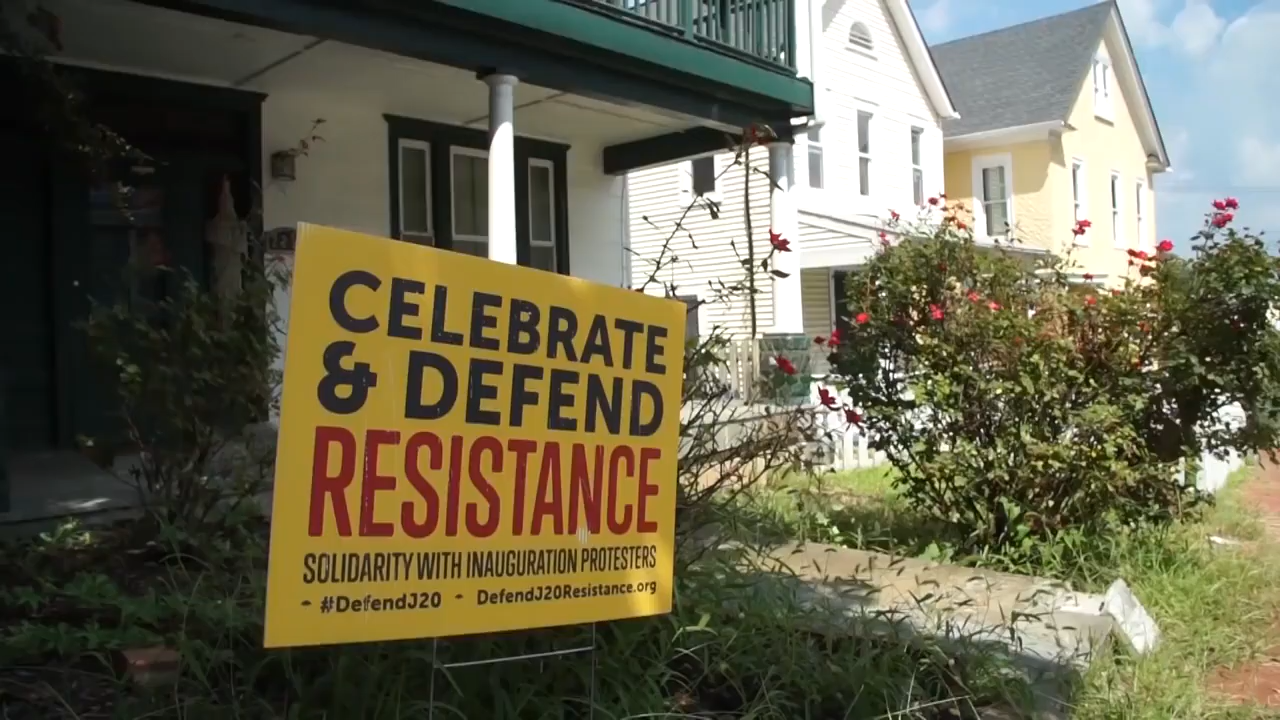 CELEBRATE
& DEFEND
RESISTANCE
SOLIDARITY WITH INAUGURATION PROTESTERS
#DefendJ20 DefendJ20Resistance.org